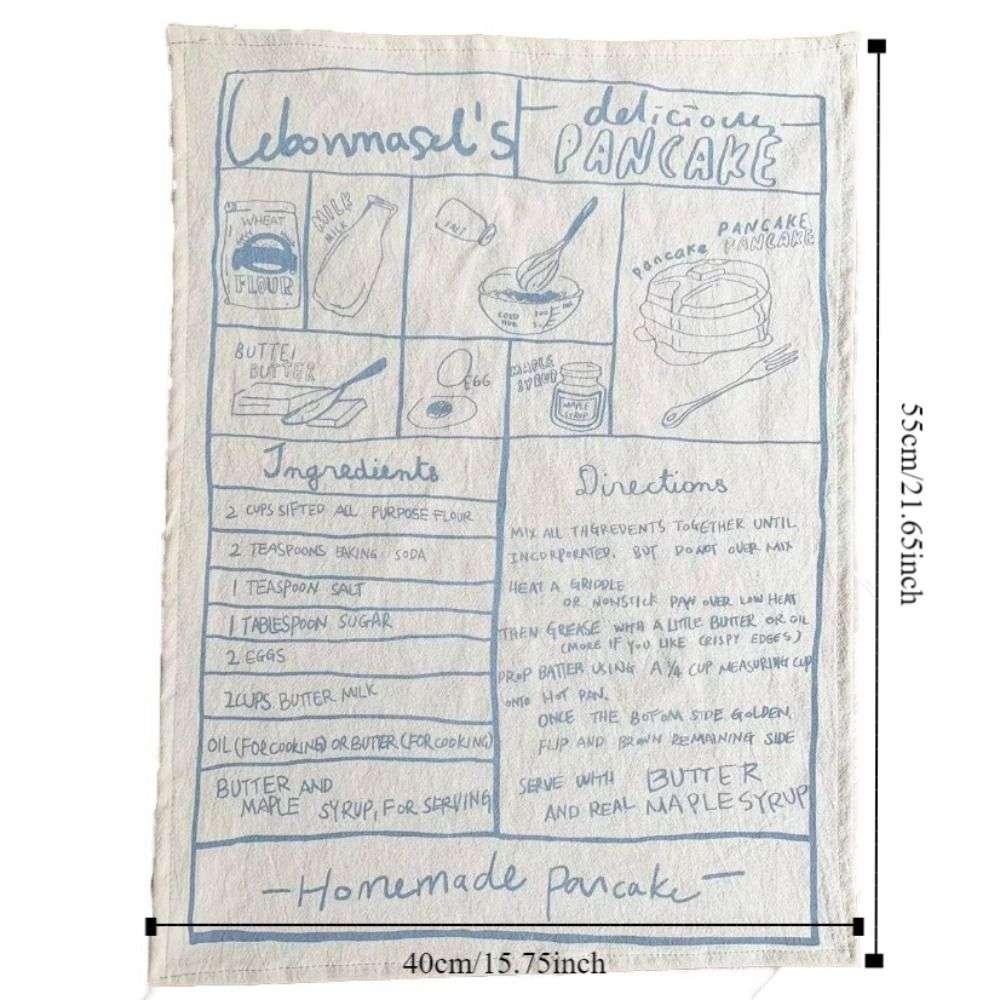 Lebonmasel's
delicious
PANCAKE
WHEAT
FLOUR
MILK
MILK
SALT
PANCAKE
PANCAKE
Pancake
BUTTE
BUTTER
EGG
MAPLE
SYRUP
MAPLE
SYRUP
Ingredients
2 CUPS SIFTED ALL PURPOSE FLOUR
2 TEASPOONS BAKING SODA
1 TEASPOON SALT
1 TABLESPOON SUGAR
2 EGGS
2CUPS BUTTER MILK
OIL (FOR COOKING) OR BUTTER (FOR COOKING)
BUTTER AND
MAPLE SYRUP, FOR SERVING
Directions
MIX ALL THGREDENTS TOGETHER UNTIL
INCORPORATED. BUT DO NOT OVER MIX
HEAT A GRIDDLE
OR NONSTICK PAN OVER LOW HEAT
THEN GREASE WITH A LITTLE BUTTER OR OIL
(MORE IF YOU LIKE CRISPY EDGES)
DROP BATTER USING A 1/4 CUP MEASURING CUP
ONTO HOT PAN.
ONCE THE BOTOM SIDE GOLDEN,
FLIP AND BROWN REMAINING SIDE
SERVE WITH BUTTER
AND REAL MAPLE SYRUP
-Homemade pancake-
55cm/21.65inch
40cm/15.75inch